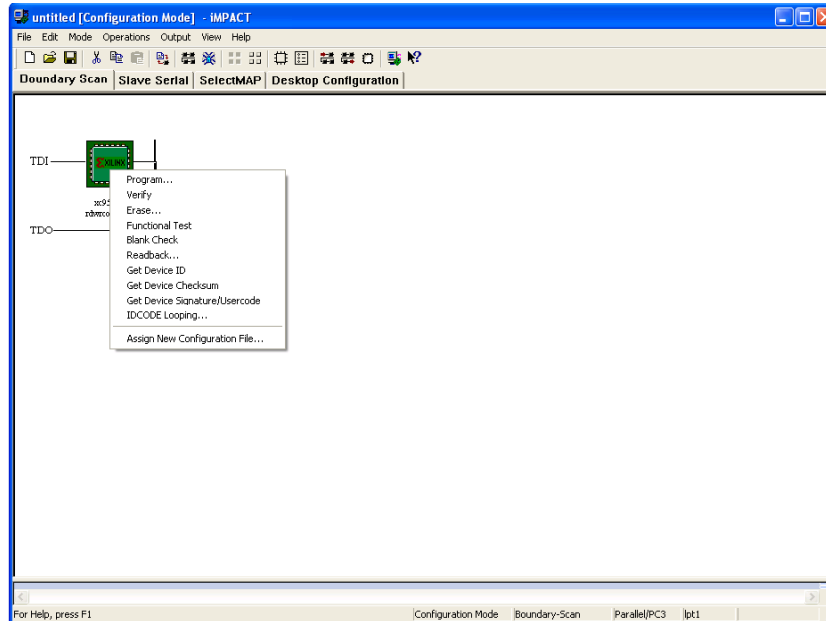 untitled [Configuration Mode] - iMPACT
File Edit Mode Operations Output View Help
Boundary Scan Slave Serial SelectMAP Desktop Configuration
TDI
XILINX
Program...
Verify
xc95
Erase...
rdwrco
Functional Test
TDO
Blank Check
Readback...
Get Device ID
Get Device Checksum
Get Device Signature/Usercode
IDCODE Looping...
Assign New Configuration File...
For Help, press F1 Configuration Mode Boundary-Scan Parallel/PC3 lpt1